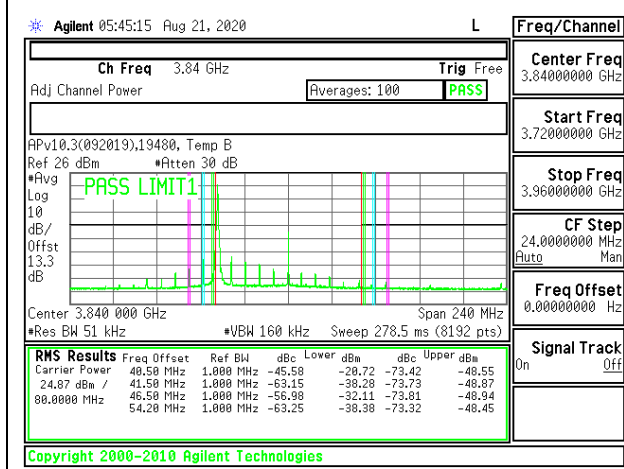 Agilent 05:45:15 Aug 21, 2020 L
Freq/Channel
Ch Freq 3.84 GHz Trig Free
Adj Channel Power Averages: 100 PASS
APv10.3(092019),19480, Temp B
Ref 26 dBm #Atten 30 dB
#Avg
Log
10
dB/
Offst
13.3
dB
PASS LIMIT1
Center 3.840 000 GHz Span 240 MHz
#Res BW 51 kHz #VBW 160 kHz Sweep 278.5 ms (8192 pts)
RMS Results Freq Offset Ref BW dBc Lower dBm dBc Upper dBm
Carrier Power 40.50 MHz 1.000 MHz -45.58 -20.72 -73.42 -48.55
24.87 dBm / 41.50 MHz 1.000 MHz -63.15 -38.28 -73.73 -48.87
80.0000 MHz 46.50 MHz 1.000 MHz -56.98 -32.11 -73.81 -48.94
54.20 MHz 1.000 MHz -63.25 -38.38 -73.32 -48.45
Copyright 2000-2010 Agilent Technologies
Center Freq
3.84000000 GHz
Start Freq
3.72000000 GHz
Stop Freq
3.96000000 GHz
CF Step
24.0000000 MHz
Auto Man
Freq Offset
0.00000000 Hz
Signal Track
On Off